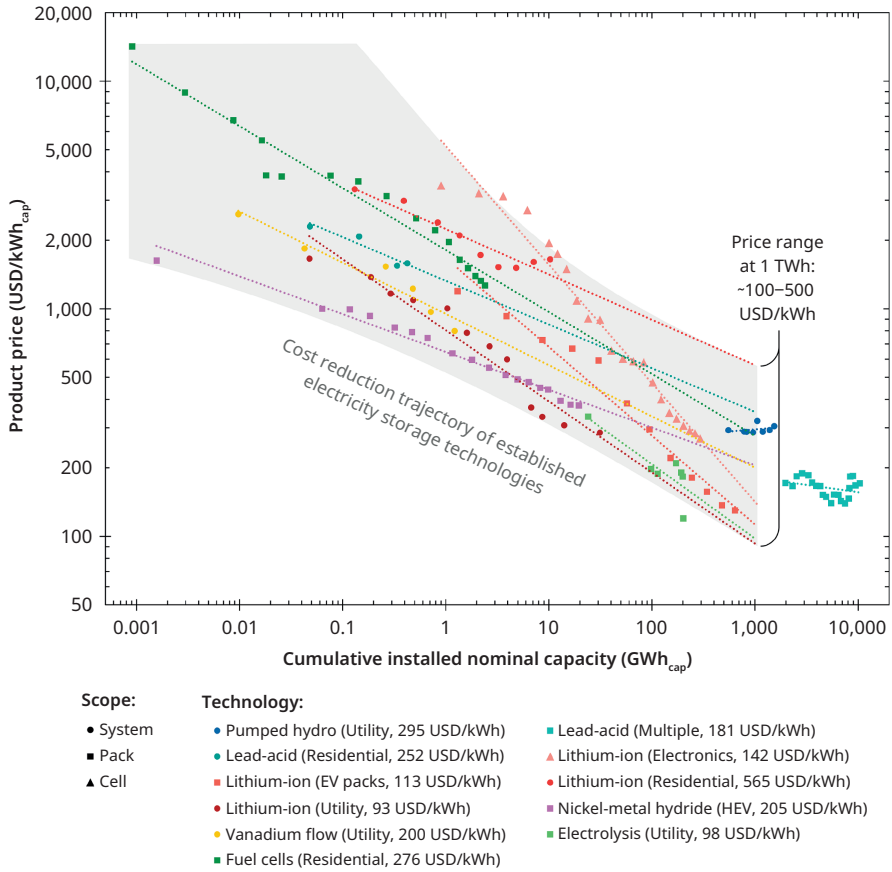 20,000
10,000
5,000
2,000
1,000
500
200
100
50
Product price (USD/kWhcap)
Price range
at 1 TWh:
~100–500
USD/kWh
Cost reduction trajectory of established
electricity storage technologies
0.001
0.01
0.1
1
10
100
1,000
10,000
Cumulative installed nominal capacity (GWhcap)
Scope:
System
Pack
Cell
Technology:
Pumped hydro (Utility, 295 USD/kWh)
Lead-acid (Residential, 252 USD/kWh)
Lithium-ion (EV packs, 113 USD/kWh)
Lithium-ion (Utility, 93 USD/kWh)
Vanadium flow (Utility, 200 USD/kWh)
Fuel cells (Residential, 276 USD/kWh)
Lead-acid (Multiple, 181 USD/kWh)
Lithium-ion (Electronics, 142 USD/kWh)
Lithium-ion (Residential, 565 USD/kWh)
Nickel-metal hydride (HEV, 205 USD/kWh)
Electrolysis (Utility, 98 USD/kWh)